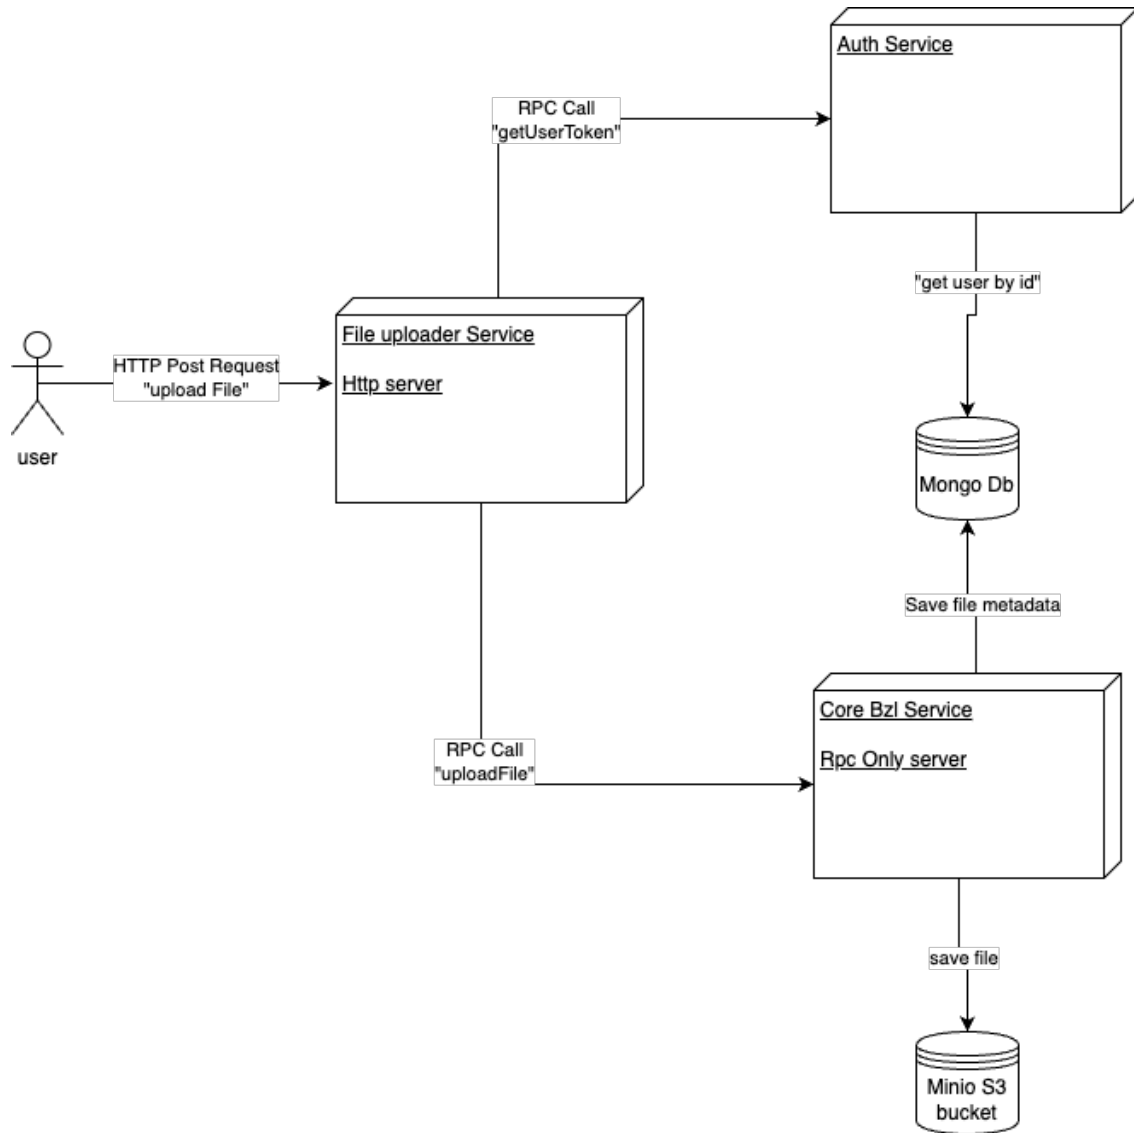 Auth Service
RPC Call
"getUserToken"
"get user by id"
File uploader Service
Http server
HTTP Post Request
"upload File"
user
Mongo Db
Save file metadata
Core Bzl Service
Rpc Only server
RPC Call
"uploadFile"
save file
Minio S3
bucket